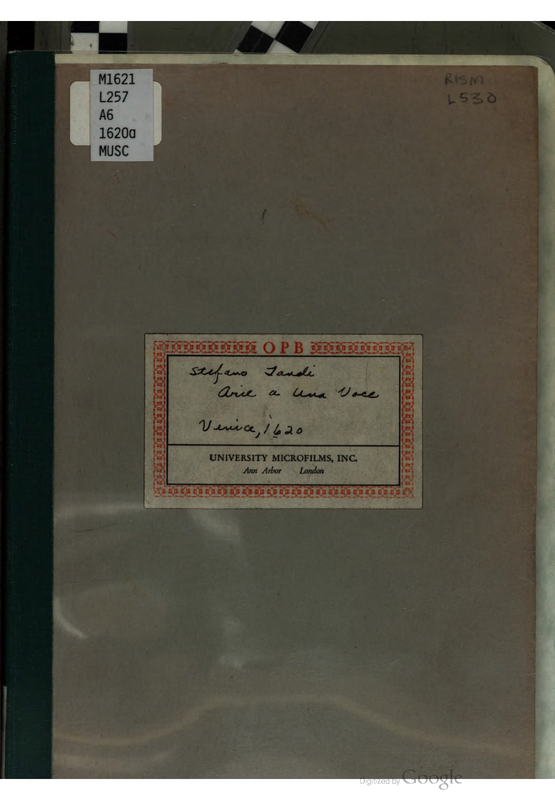 M1621
L257
A6
1620a
MUSC
RISM
L530
OPB
Stefano Landi
Arie a Una Voce
Venice, 1620
UNIVERSITY MICROFILMS, INC.
Ann Arbor London
Digitized by Google